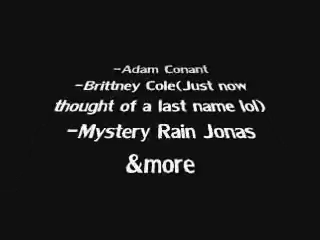 -Adam Conant
-Brittney Cole(Just now
thought of a last name lol)
-Mystery Rain Jonas
&more